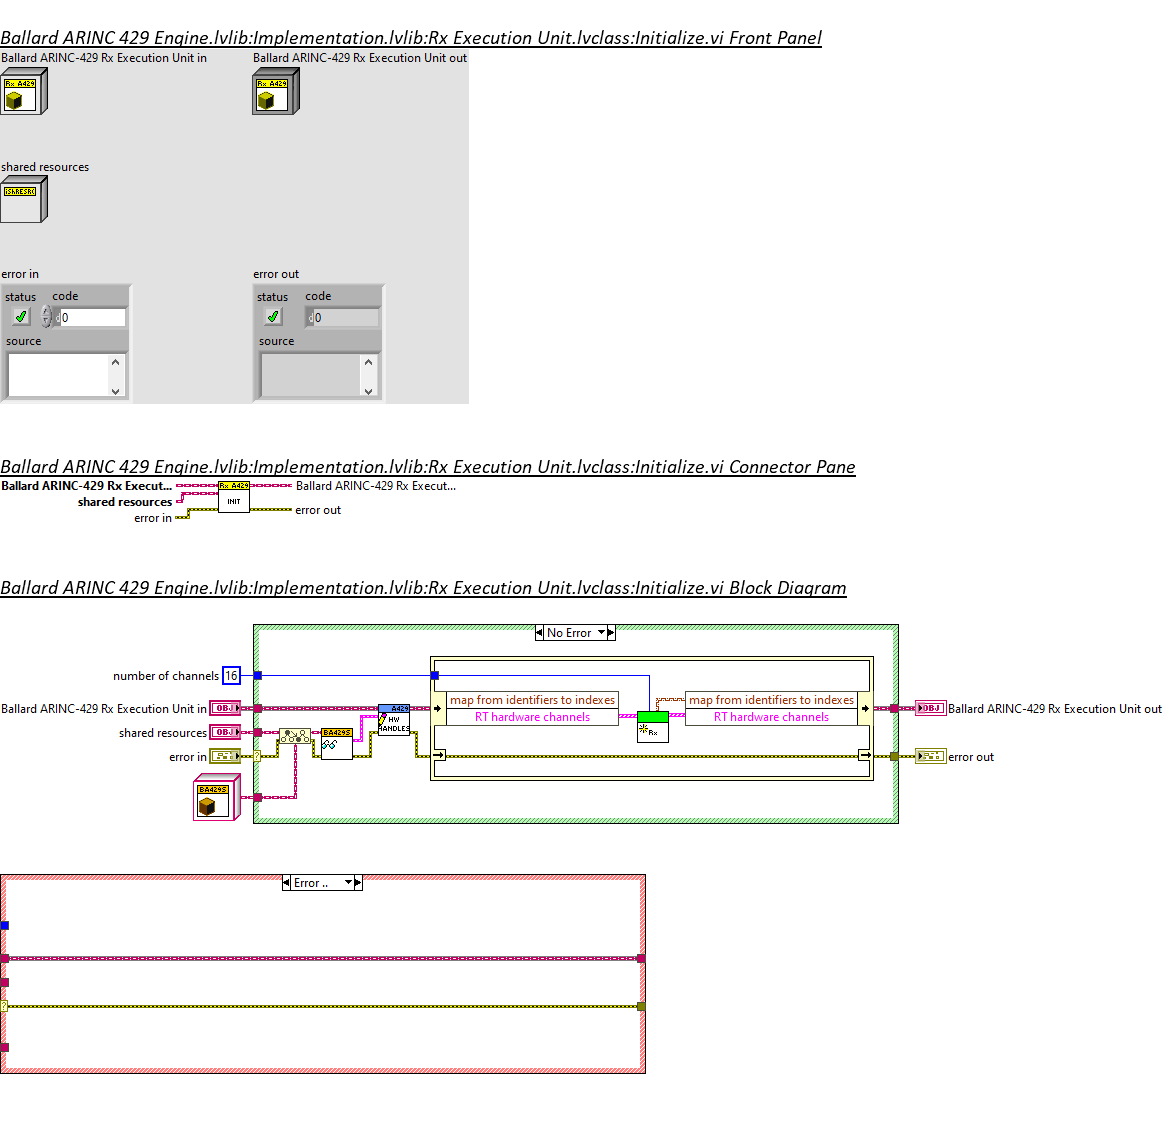 Ballard ARINC 429 Engine.lvlib:Implementation.lvlib:Rx Execution Unit.lvclass:Initialize.vi Front Panel
Ballard ARINC-429 Rx Execution Unit in
Ballard ARINC-429 Rx Execution Unit out
Rx A429
Rx A429
shared resources
iShRESRC
error in
error out
status code
status code
0
0
source
source
Ballard ARINC 429 Engine.lvlib:Implementation.lvlib:Rx Execution Unit.lvclass:Initialize.vi Connector Pane
Ballard ARINC-429 Rx Execut...
Rx A429
Ballard ARINC-429 Rx Execut...
shared resources
INIT
error in
error out
Ballard ARINC 429 Engine.lvlib:Implementation.lvlib:Rx Execution Unit.lvclass:Initialize.vi Block Diagram
No Error
number of channels 16
map from identifiers to indexes
map from identifiers to indexes
Ballard ARINC-429 Rx Execution Unit in OBJ
A429
OBJ Ballard ARINC-429 Rx Execution Unit out
RT hardware channels
RT hardware channels
HW
HANDLES
shared resources OBJ
BA429S
Rx
error in
?
error out
BA429S
Error ..
?